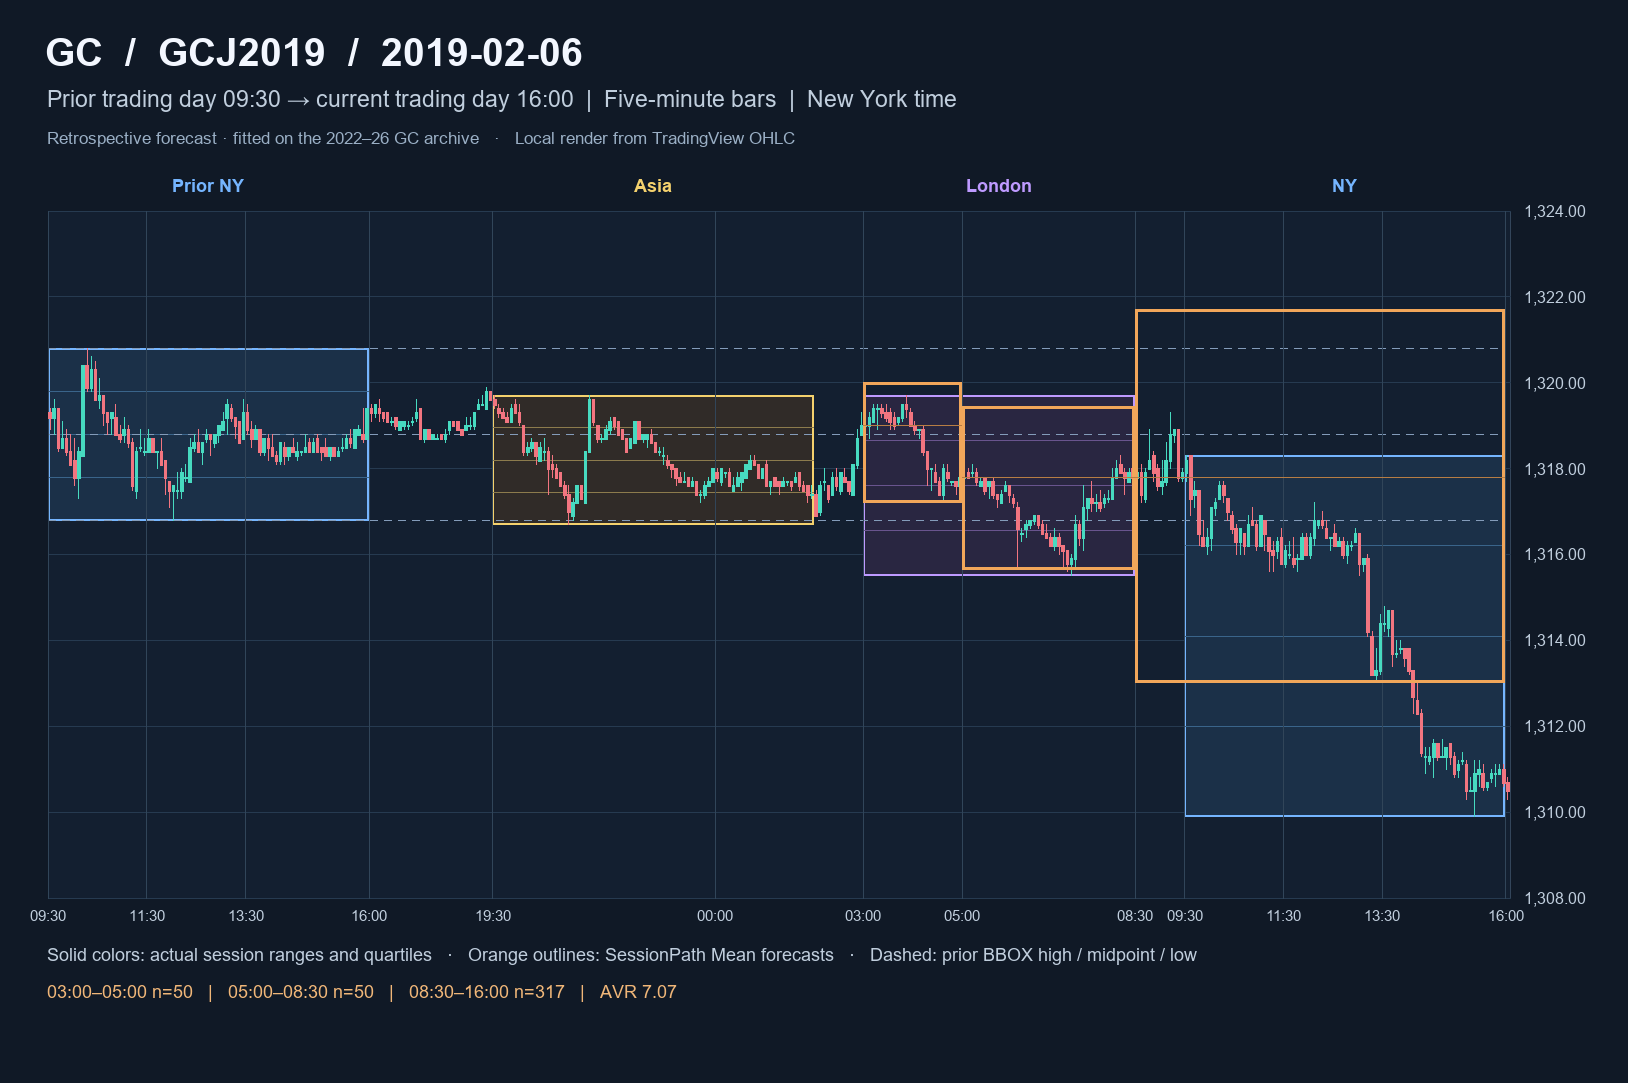 GC / GCJ2019 / 2019-02-06
Prior trading day 09:30 → current trading day 16:00 | Five-minute bars | New York time
Retrospective forecast · fitted on the 2022–26 GC archive · Local render from TradingView OHLC
Prior NY Asia London NY
1,324.00
1,322.00
1,320.00
1,318.00
1,316.00
1,314.00
1,312.00
1,310.00
1,308.00
09:30 11:30 13:30 16:00 19:30 00:00 03:00 05:00 08:30 09:30 11:30 13:30 16:00
Solid colors: actual session ranges and quartiles · Orange outlines: SessionPath Mean forecasts · Dashed: prior BBOX high / midpoint / low
03:00–05:00 n=50 | 05:00–08:30 n=50 | 08:30–16:00 n=317 | AVR 7.07